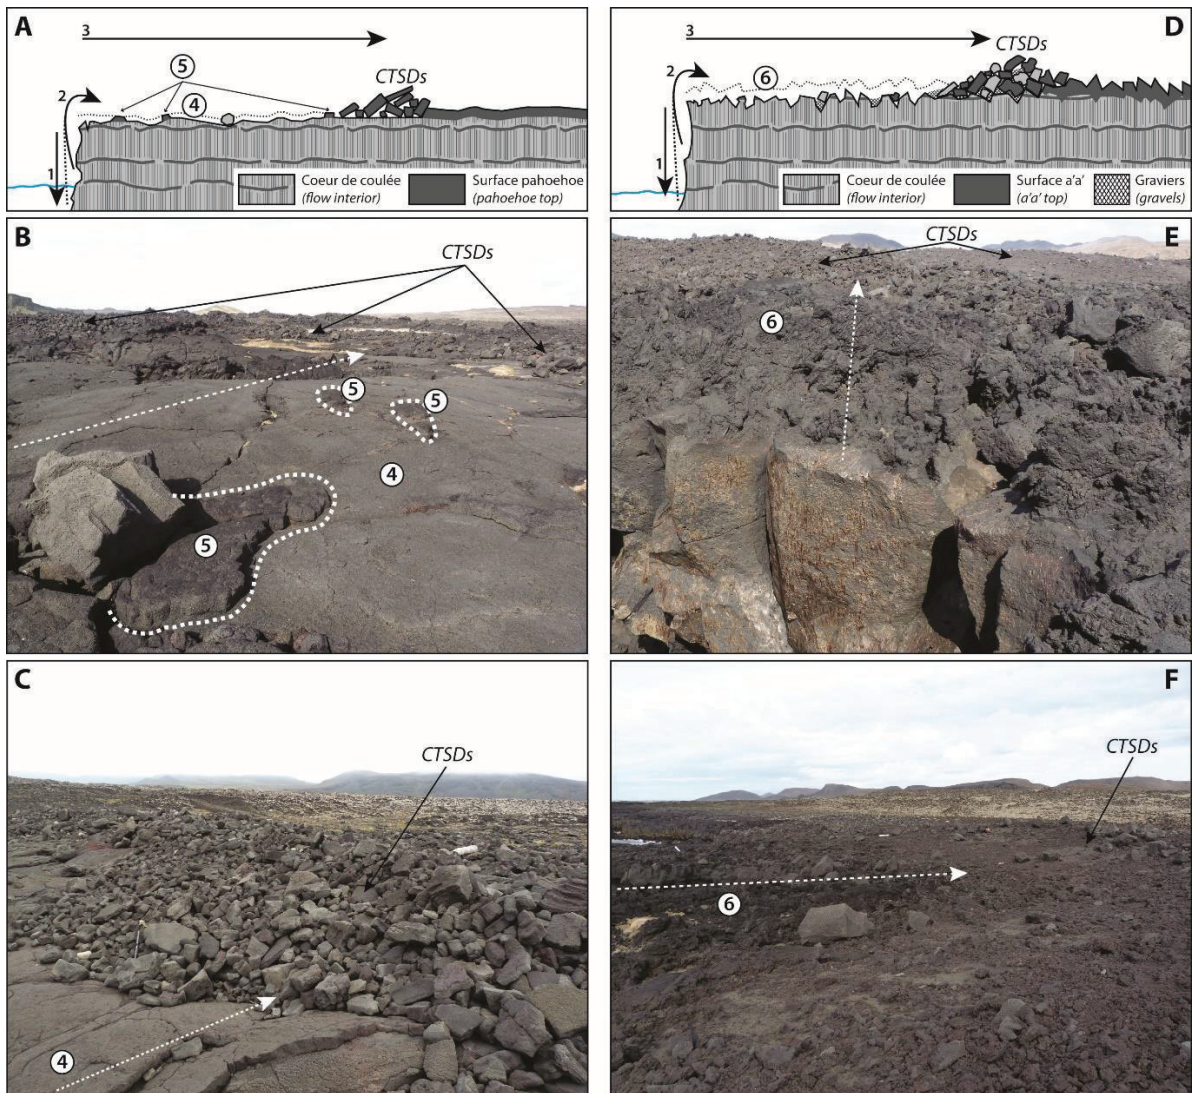 A
3
5
CTSDs
2
4
1
Coeur de coulée
(flow interior)
Surface pahoehoe
(pahoehoe top)
B
CTSDs
5
5
4
5
C
CTSDs
4
D
3
CTSDs
2
6
1
Coeur de coulée
(flow interior)
Surface a'a'
(a'a' top)
Graviers
(gravels)
E
CTSDs
6
F
CTSDs
6